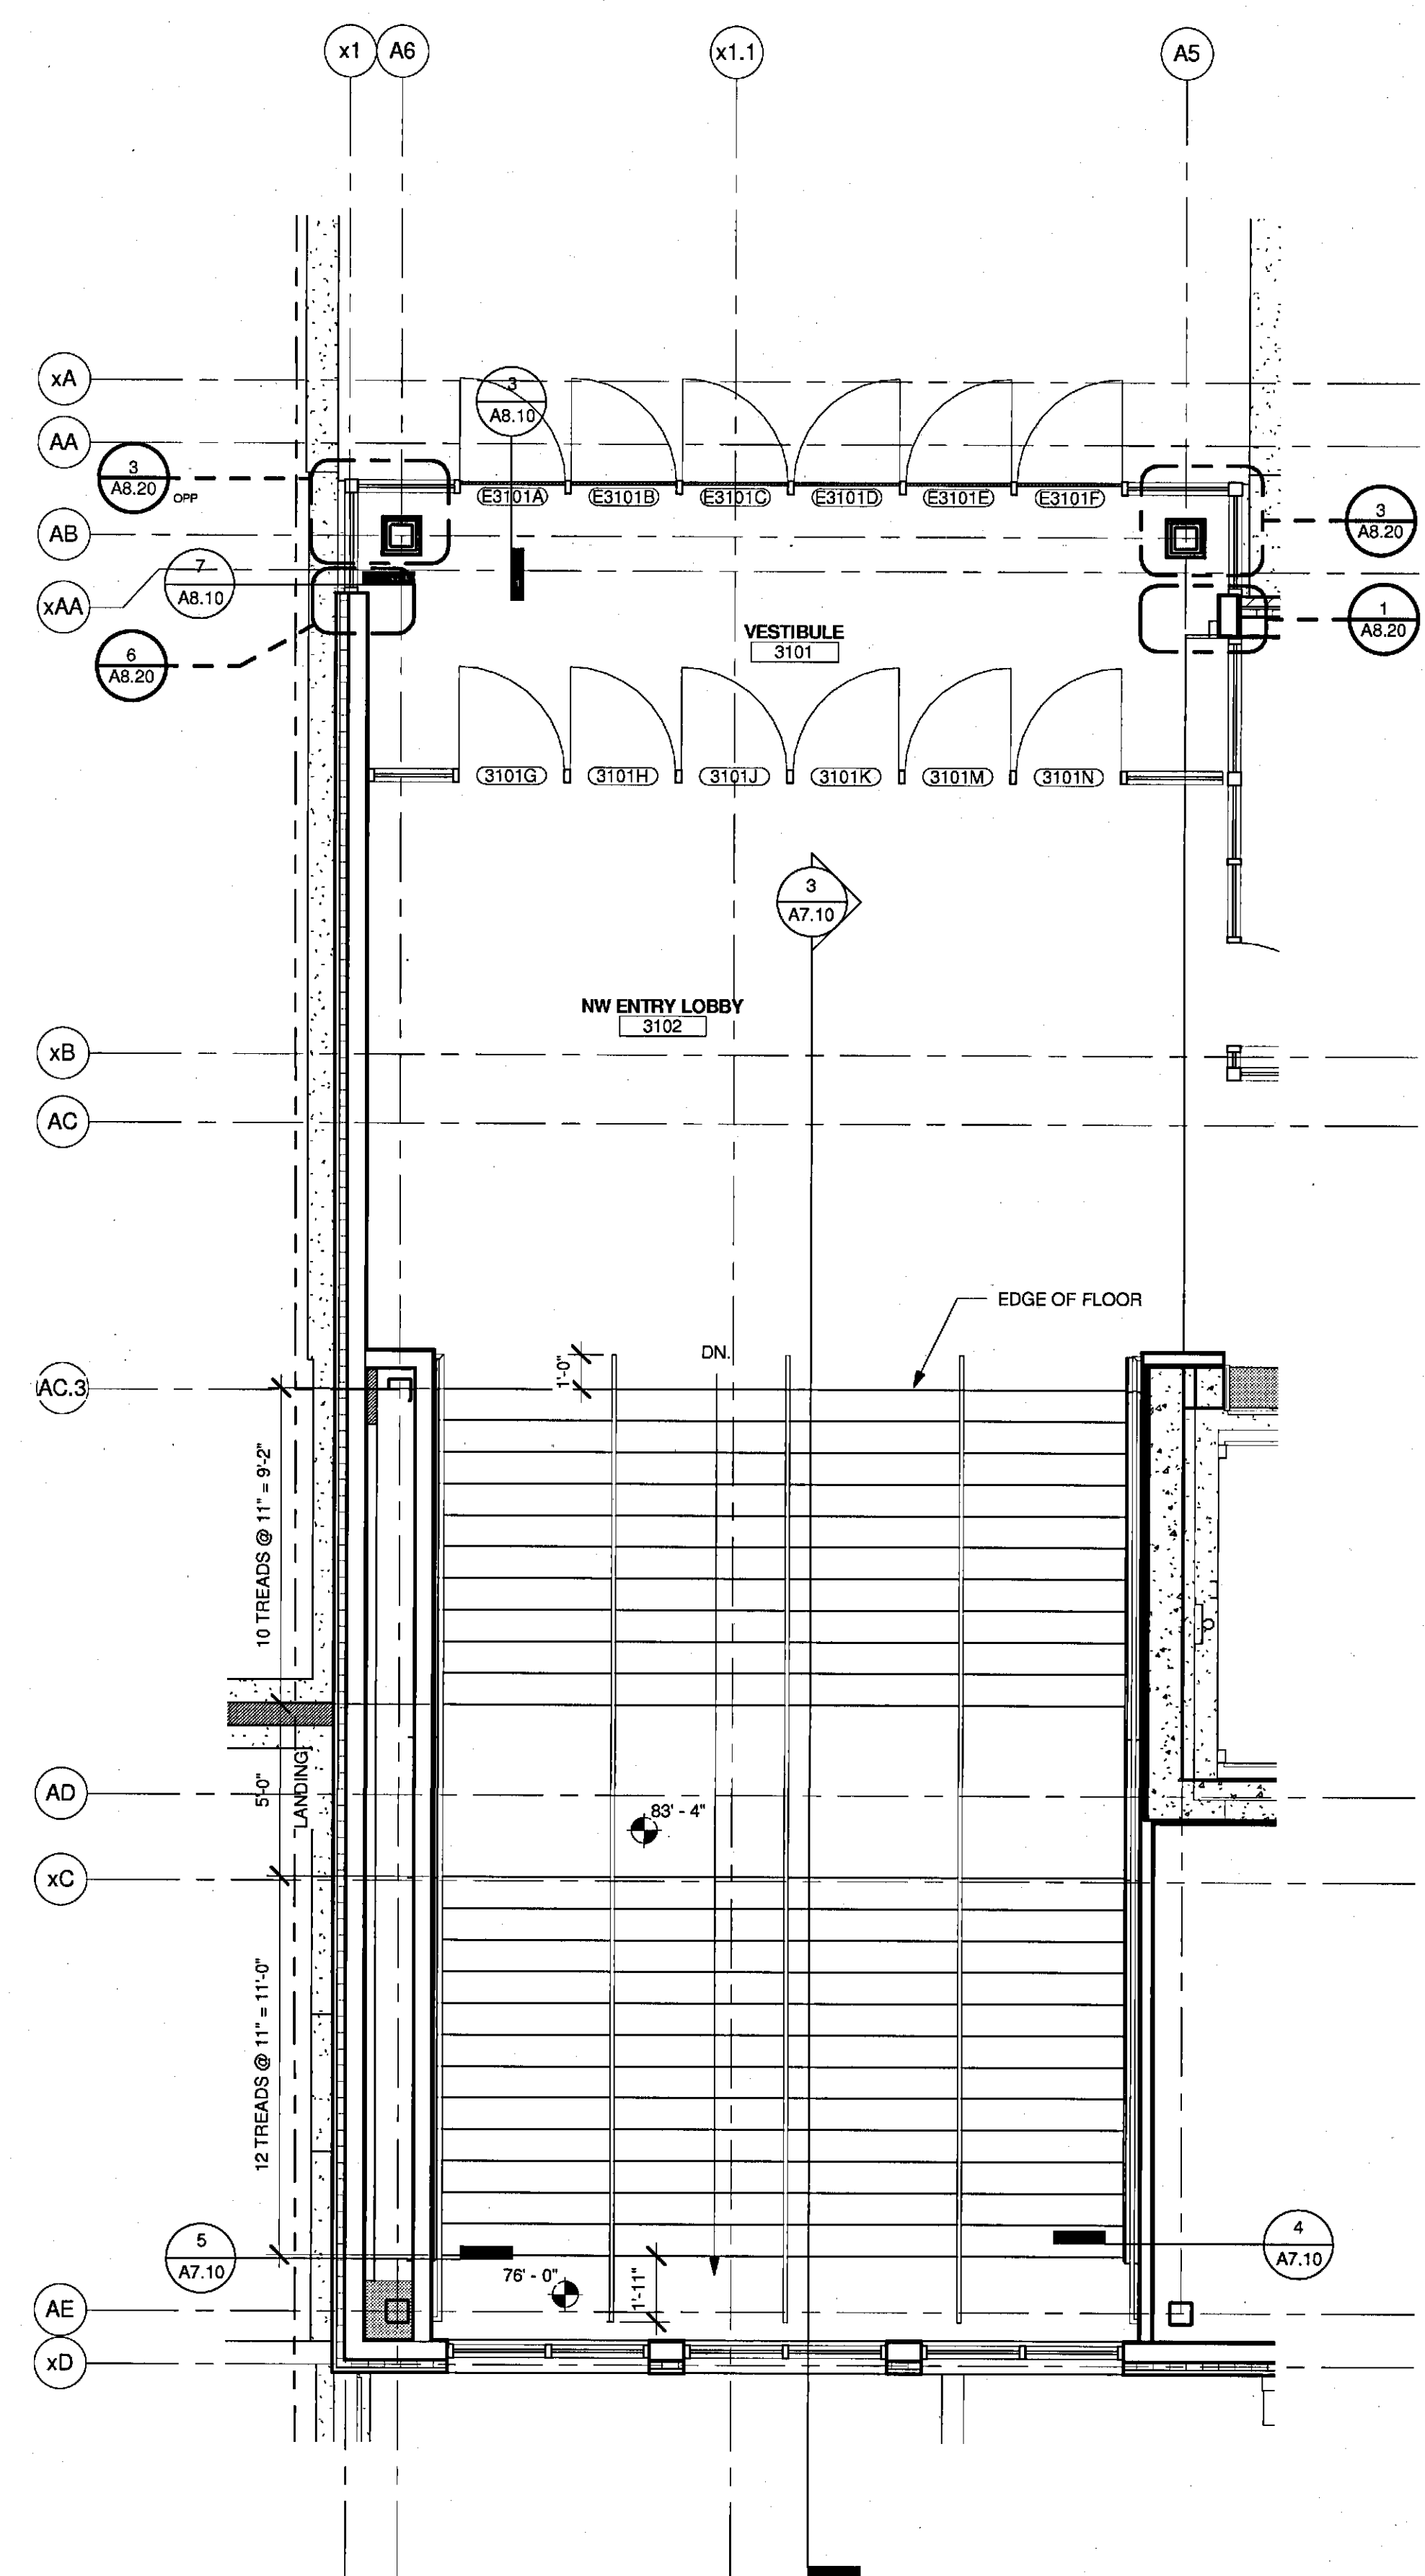 x1 A6 x1.1 A5
xA
3
A8.10
AA
3
A8.20
OPP
E3101A E3101B E3101C E3101D E3101E E3101F
3
A8.20
AB
7
A8.10
xAA
1
A8.20
VESTIBULE
3101
6
A8.20
3101G 3101H 3101J 3101K 3101M 3101N
3
A7.10
NW ENTRY LOBBY
3102
xB
AC
EDGE OF FLOOR
DN.
1'-0"
AC.3
10 TREADS @ 11" = 9'-2"
5'-0"
LANDING
AD
83' - 4"
xC
12 TREADS @ 11" = 11'-0"
5
A7.10
4
A7.10
76' - 0"
1'-11"
AE
xD